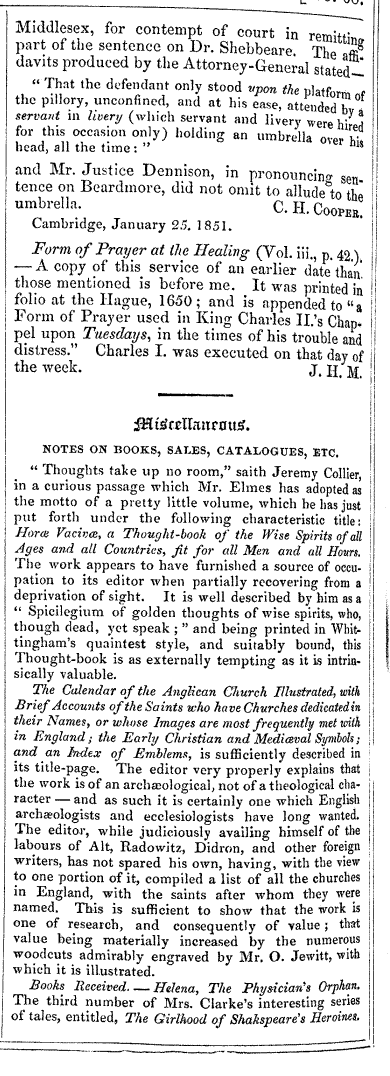 Middlesex, for contempt of court in remitting
part of the sentence on Dr. Shebbeare. The affi-
davits produced by the Attorney-General stated—
"That the defendant only stood upon the platform of
the pillory, unconfined, and at his ease, attended by a
servant in livery (which servant and livery were hired
for this occasion only) holding an umbrella over his
head, all the time:"
and Mr. Justice Dennison, in pronouncing sen-
tence on Beardmore, did not omit to allude to the
umbrella. C. H. COOPER.
Cambridge, January 25. 1851.
Form of Prayer at the Healing (Vol. iii., p. 42.).
— A copy of this service of an earlier date than
those mentioned is before me. It was printed in
folio at the Hague, 1650; and is appended to "a
Form of Prayer used in King Charles II.'s Chap-
pel upon Tuesdays, in the times of his trouble and
distress." Charles I. was executed on that day of
the week. J. H. M.
Miscellaneous.
NOTES ON BOOKS, SALES, CATALOGUES, ETC.
"Thoughts take up no room," saith Jeremy Collier,
in a curious passage which Mr. Elmes has adopted as
the motto of a pretty little volume, which he has just
put forth under the following characteristic title:
Horæ Vacivæ, a Thought-book of the Wise Spirits of all
Ages and all Countries, fit for all Men and all Hours.
The work appears to have furnished a source of occu-
pation to its editor when partially recovering from a
deprivation of sight. It is well described by him as a
"Spicilegium of golden thoughts of wise spirits, who,
though dead, yet speak;" and being printed in Whit-
tingham's quaintest style, and suitably bound, this
Thought-book is as externally tempting as it is intrin-
sically valuable.
The Calendar of the Anglican Church Illustrated, with
Brief Accounts of the Saints who have Churches dedicated in
their Names, or whose Images are most frequently met with
in England; the Early Christian and Mediæval Symbols;
and an Index of Emblems, is sufficiently described in
its title-page. The editor very properly explains that
the work is of an archæological, not of a theological cha-
racter — and as such it is certainly one which English
archæologists and ecclesiologists have long wanted.
The editor, while judiciously availing himself of the
labours of Alt, Radowitz, Didron, and other foreign
writers, has not spared his own, having, with the view
to one portion of it, compiled a list of all the churches
in England, with the saints after whom they were
named. This is sufficient to show that the work is
one of research, and consequently of value; that
value being materially increased by the numerous
woodcuts admirably engraved by Mr. O. Jewitt, with
which it is illustrated.
Books Received. — Helena, The Physician's Orphan.
The third number of Mrs. Clarke's interesting series
of tales, entitled, The Girlhood of Shakspeare's Heroines.